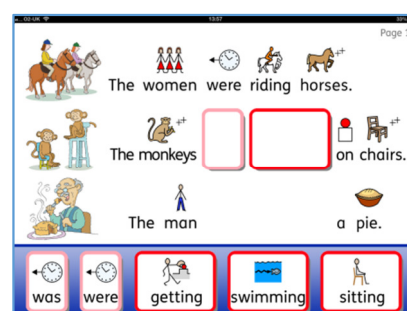 O2-UK 13:57
Page
The women were riding horses.
The monkeys on chairs.
The man a pie.
was were getting swimming sitting